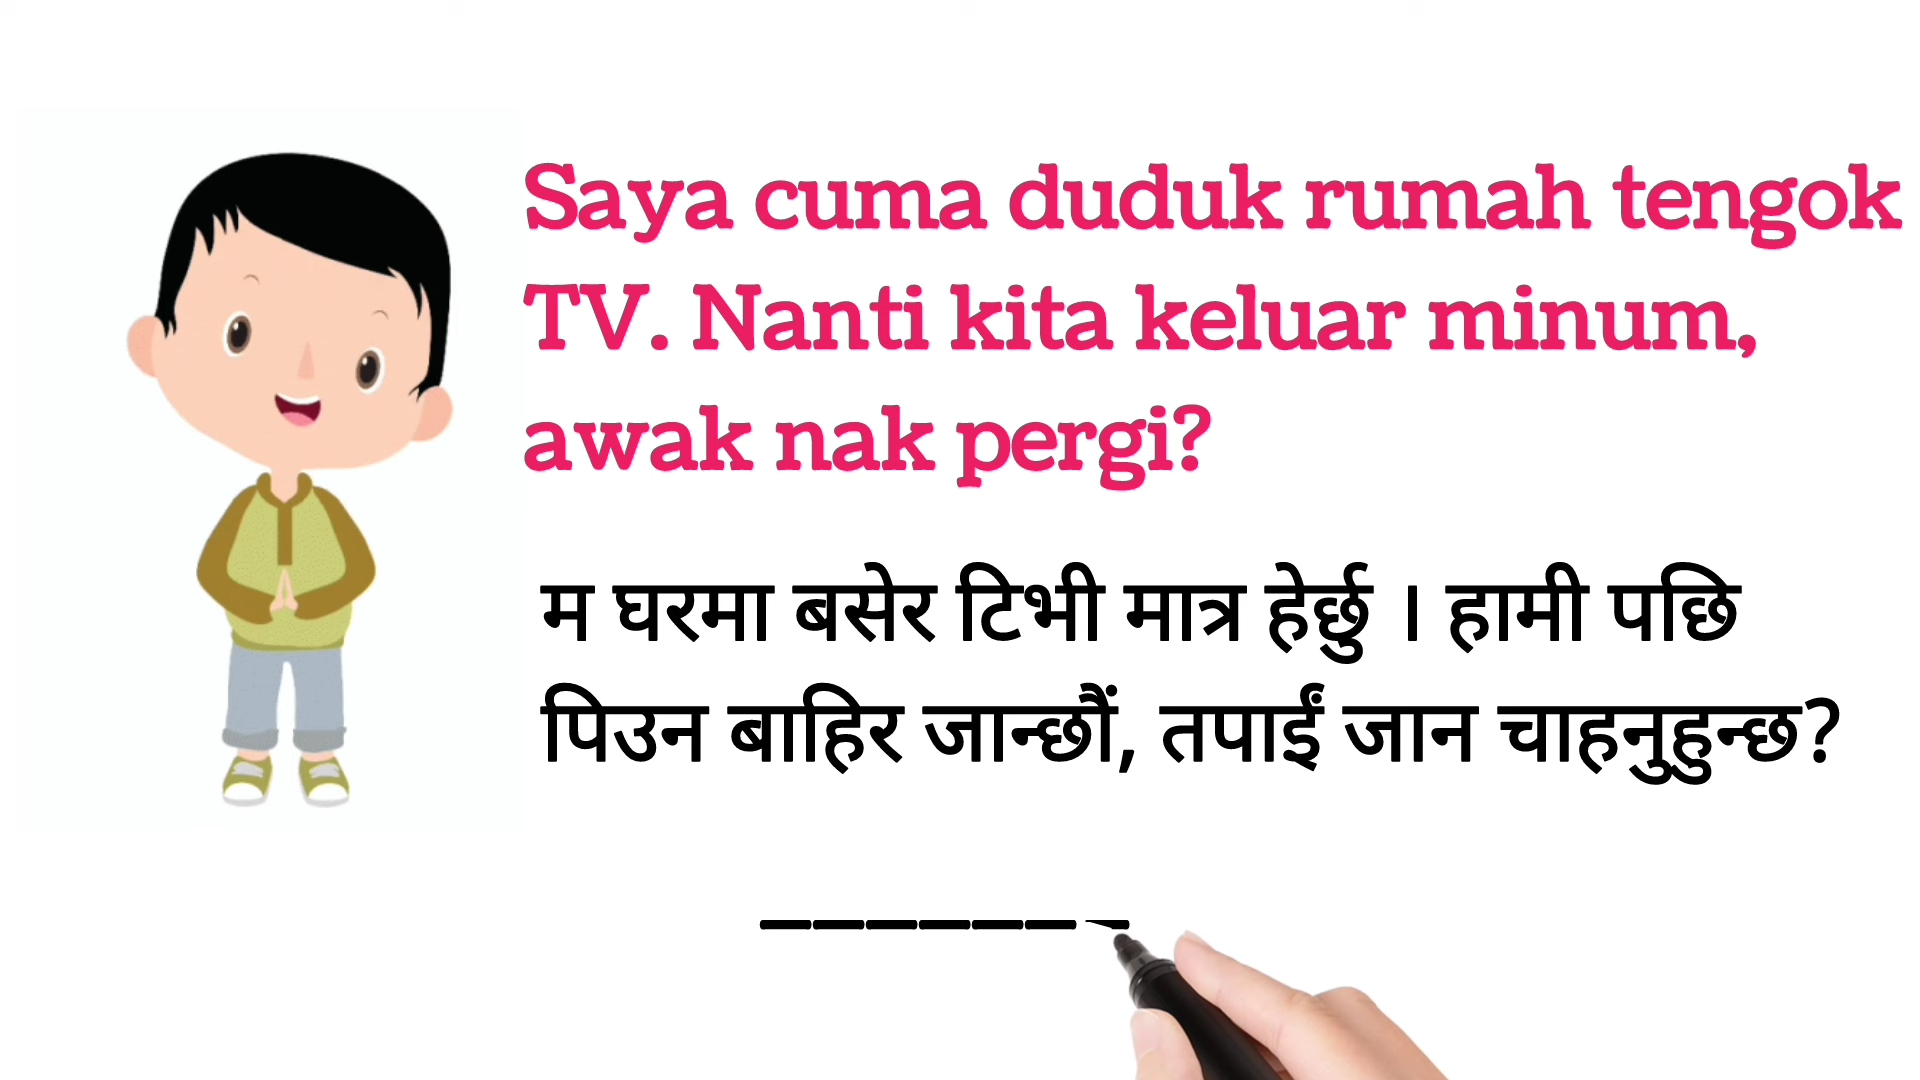 Saya cuma duduk rumah tengok
TV. Nanti kita keluar minum,
awak nak pergi?
म घरमा बसेर टिभी मात्र हेर्छु । हामी पछि
पिउन बाहिर जान्छौं, तपाईं जान चाहनुहुन्छ?